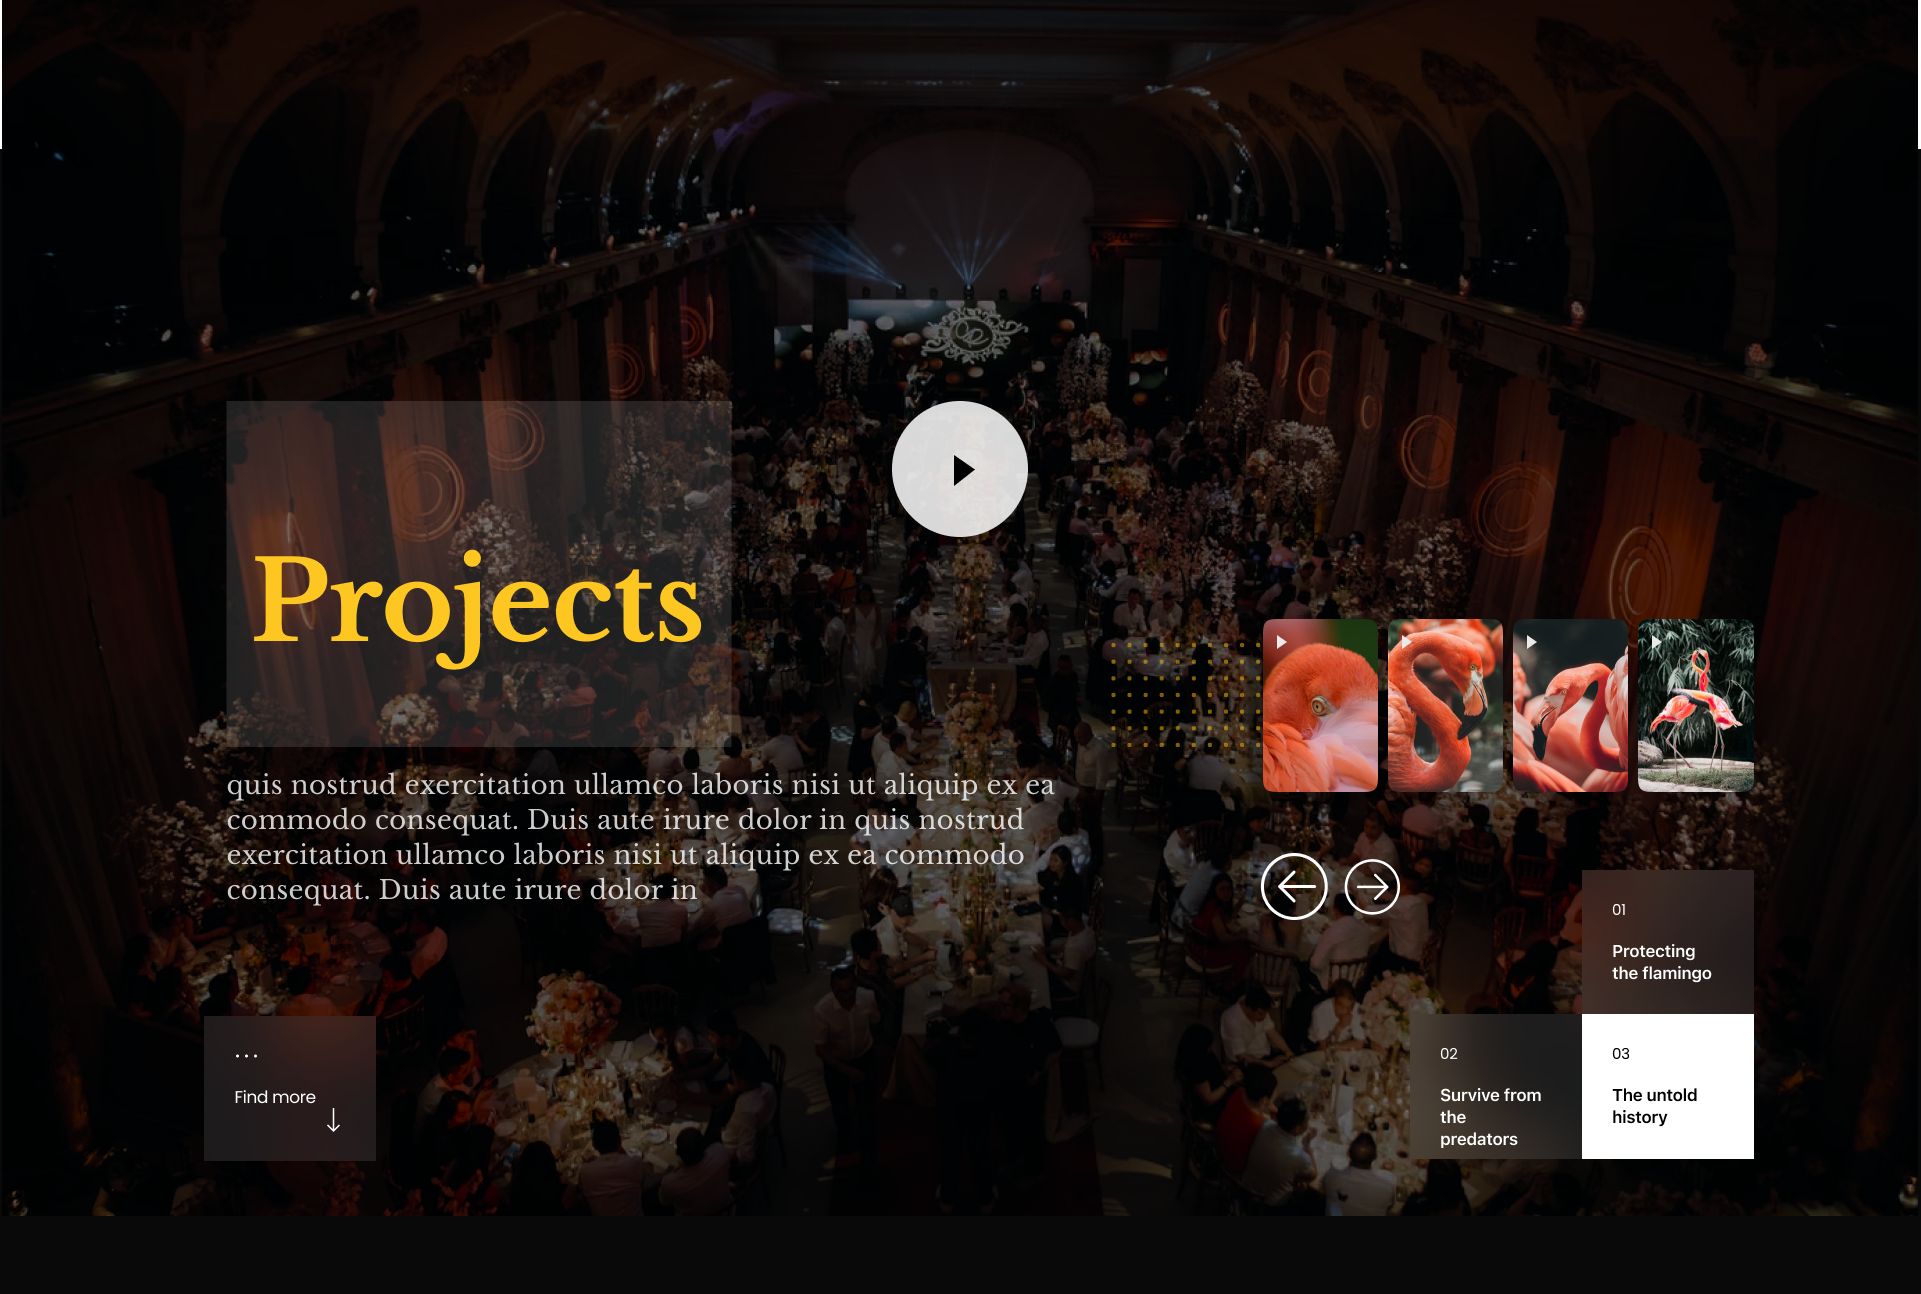 Projects
quis nostrud exercitation ullamco laboris nisi ut aliquip ex ea
commodo consequat. Duis aute irure dolor in quis nostrud
exercitation ullamco laboris nisi ut aliquip ex ea commodo
consequat. Duis aute irure dolor in
...
Find more
01
Protecting
the flamingo
02
Survive from
the
predators
03
The untold
history